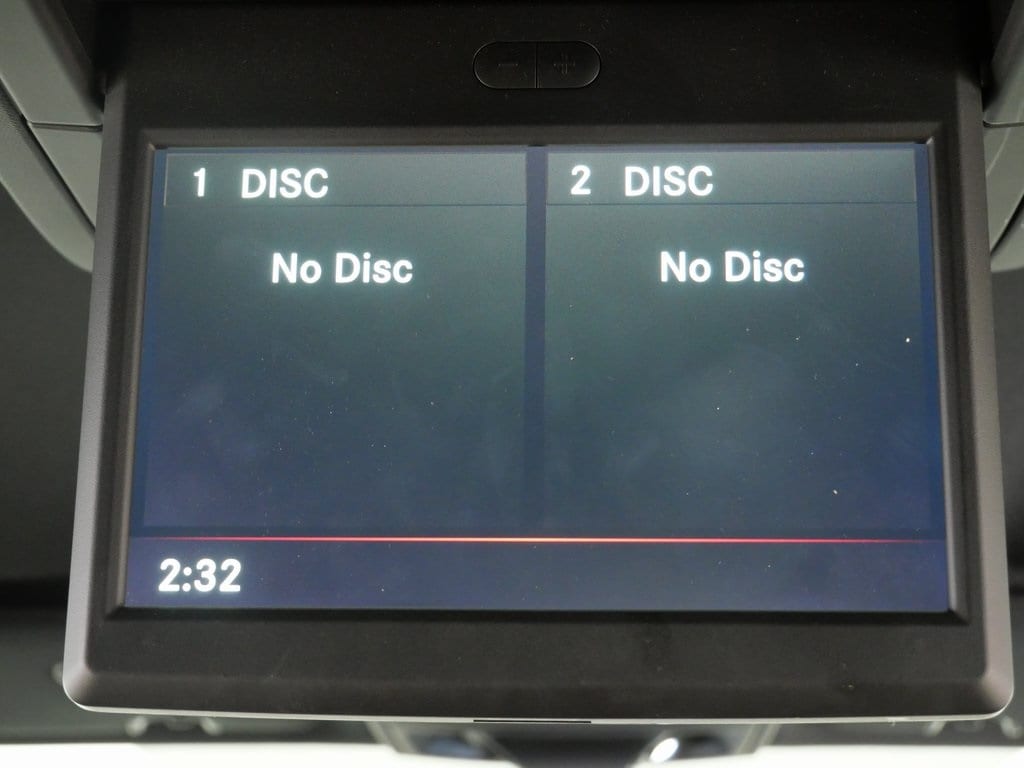 1 DISC
No Disc
2 DISC
No Disc
2:32